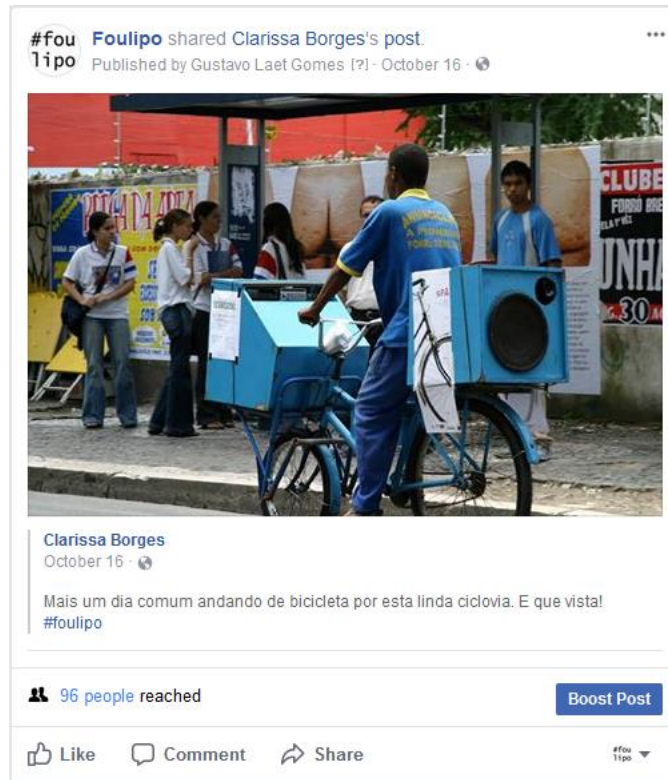 #fou
lipo
Foulipo shared Clarissa Borges's post.
Published by Gustavo Laet Gomes [?] · October 16 ·
CLUBE
FORRÓ
30
Clarissa Borges
October 16 ·
Mais um dia comum andando de bicicleta por esta linda ciclovia. E que vista!
#foulipo
96 people reached
Boost Post
Like
Comment
Share
#fou
lipo